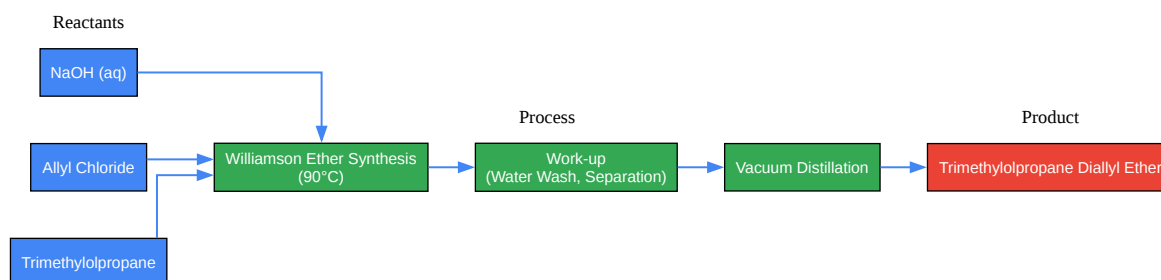 Reactants
NaOH (aq)
Process
Product
Allyl Chloride
Williamson Ether Synthesis
(90°C)
Work-up
(Water Wash, Separation)
Vacuum Distillation
Trimethylolpropane Diallyl Ether
Trimethylolpropane